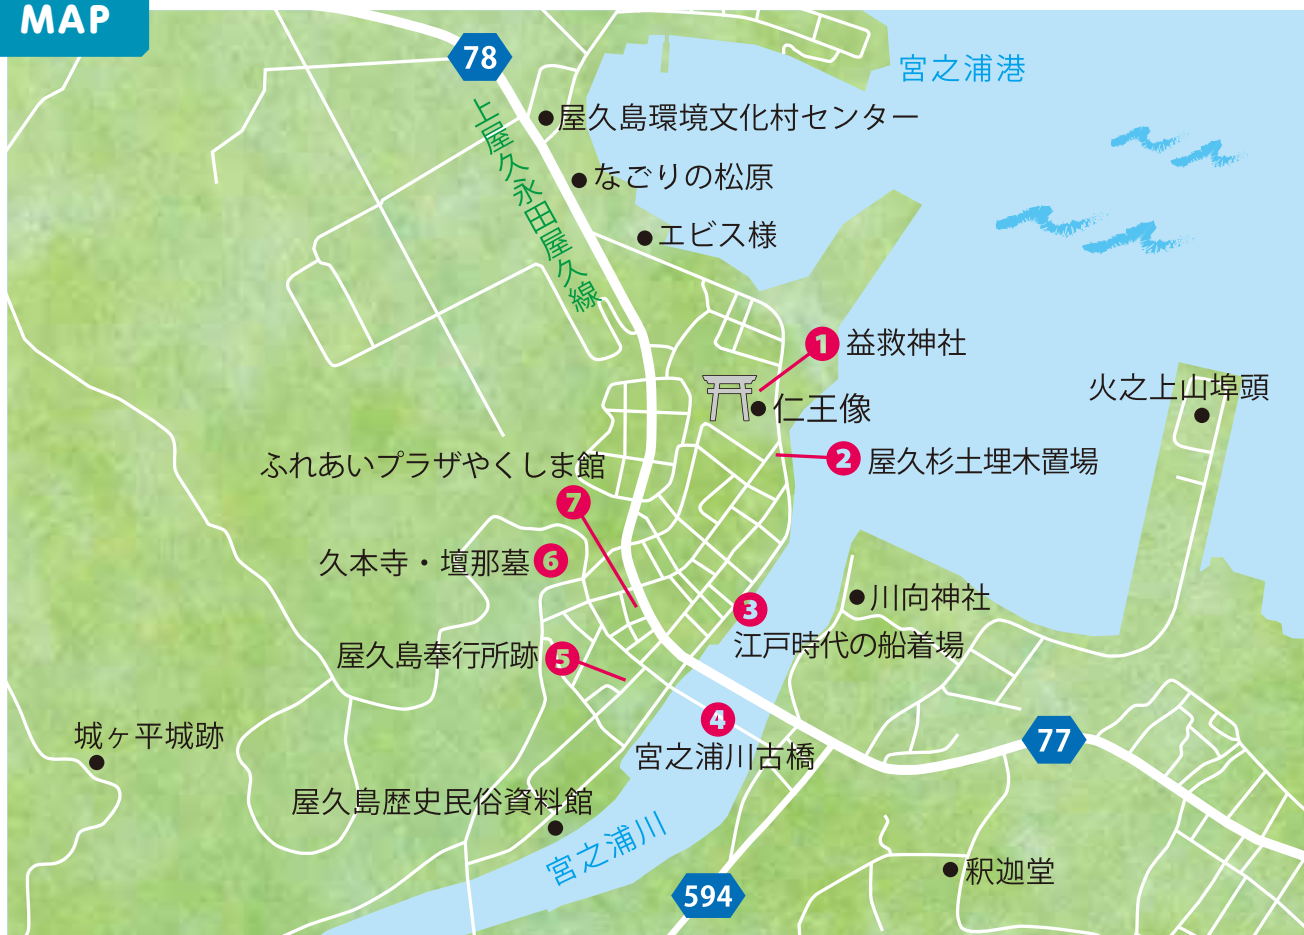 MAP
78
宮之浦港
上屋久永田屋久線
屋久島環境文化村センター
なごりの松原
エビス様
1 益救神社
仁王像
火之上山埠頭
2 屋久杉土埋木置場
ふれあいプラザやくしま館
7
久本寺・壇那墓 6
川向神社
3
江戸時代の船着場
屋久島奉行所跡 5
4
宮之浦川古橋
77
城ヶ平城跡
屋久島歴史民俗資料館
宮之浦川
釈迦堂
594